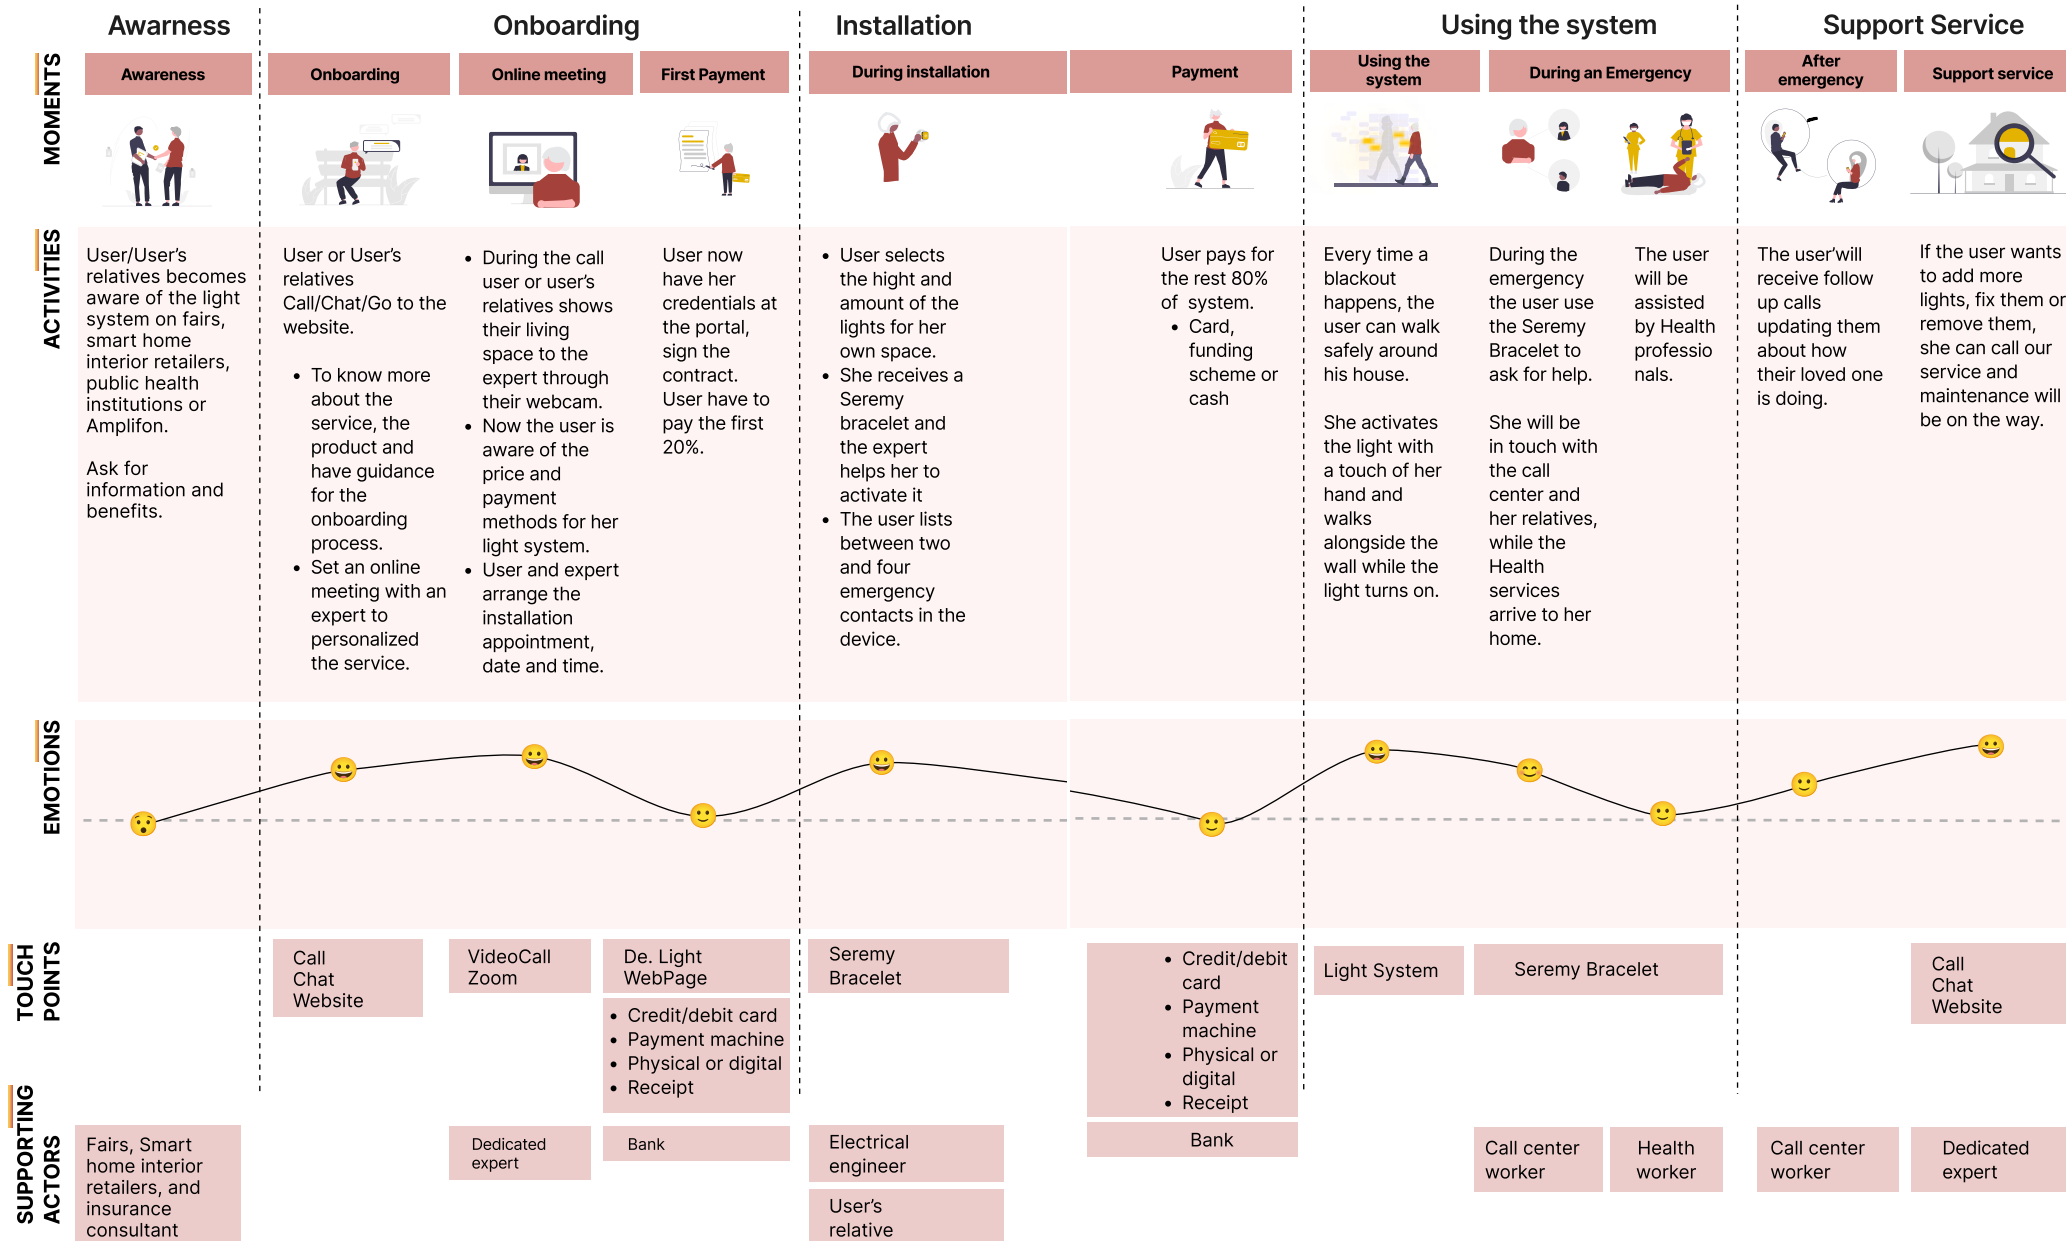 Awarness
Onboarding
Installation
Using the system
Support Service
MOMENTS
Awareness
Onboarding
Online meeting
First Payment
During installation
Payment
Using the
system
During an Emergency
After
emergency
Support service
ACTIVITIES
User/User's
relatives becomes
aware of the light
system on fairs,
smart home
interior retailers,
public health
institutions or
Amplifon.
Ask for
information and
benefits.
User or User's
relatives
Call/Chat/Go to the
website.
• To know more
about the
service, the
product and
have guidance
for the
onboarding
process.
• Set an online
meeting with an
expert to
personalized
the service.
• During the call
user or user's
relatives shows
their living
space to the
expert through
their webcam.
• Now the user is
aware of the
price and
payment
methods for her
light system.
• User and expert
arrange the
installation
appointment,
date and time.
User now
have her
credentials at
the portal,
sign the
contract.
User have to
pay the first
20%.
• User selects
the hight and
amount of the
lights for her
own space.
• She receives a
Seremy
bracelet and
the expert
helps her to
activate it
• The user lists
between two
and four
emergency
contacts in the
device.
User pays for
the rest 80%
of system.
• Card,
funding
scheme or
cash
Every time a
blackout
happens, the
user can walk
safely around
his house.
She activates
the light with
a touch of her
hand and
walks
alongside the
wall while the
light turns on.
During the
emergency
the user use
the Seremy
Bracelet to
ask for help.
She will be
in touch with
the call
center and
her relatives,
while the
Health
services
arrive to her
home.
The user
will be
assisted
by Health
professio
nals.
The user'will
receive follow
up calls
updating them
about how
their loved one
is doing.
If the user wants
to add more
lights, fix them or
remove them,
she can call our
service and
maintenance will
be on the way.
EMOTIONS
TOUCH
POINTS
Call
Chat
Website
VideoCall
Zoom
De. Light
WebPage
• Credit/debit card
• Payment machine
• Physical or digital
• Receipt
Seremy
Bracelet
• Credit/debit
card
• Payment
machine
• Physical or
digital
• Receipt
Light System
Seremy Bracelet
Call
Chat
Website
SUPPORTING
ACTORS
Fairs, Smart
home interior
retailers, and
insurance
consultant
Dedicated
expert
Bank
Electrical
engineer
User's
relative
Bank
Call center
worker
Health
worker
Call center
worker
Dedicated
expert